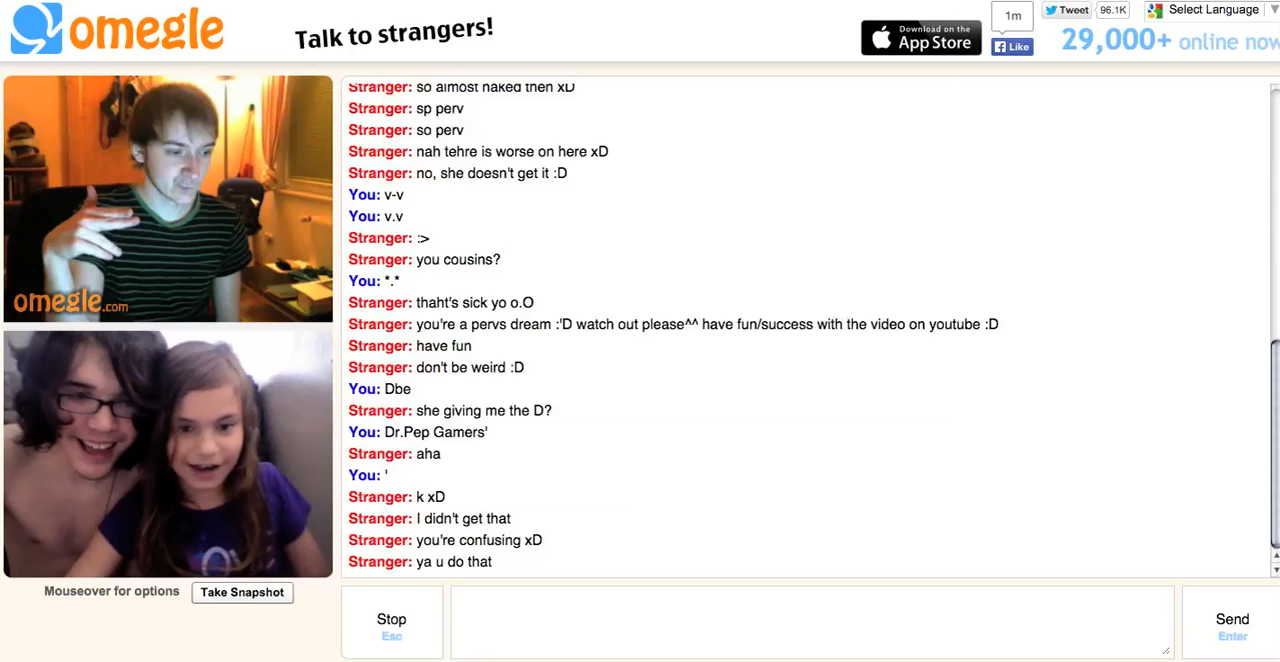 omegle
Talk to strangers!
Download on the
App Store
1m
Like
Tweet
96.1K
Select Language
29,000+ online now
Stranger: so almost naked then xD
Stranger: sp perv
Stranger: so perv
Stranger: nah tehre is worse on here xD
Stranger: no, she doesn't get it :D
You: v-v
You: v.v
Stranger: :>
Stranger: you cousins?
You: *.*
Stranger: thaht's sick yo o.O
Stranger: you're a pervs dream :'D watch out please^^ have fun/success with the video on youtube :D
Stranger: have fun
Stranger: don't be weird :D
You: Dbe
Stranger: she giving me the D?
You: Dr.Pep Gamers'
Stranger: aha
You: '
Stranger: k xD
Stranger: I didn't get that
Stranger: you're confusing xD
Stranger: ya u do that
omegle.com
Mouseover for options
Take Snapshot
Stop
Esc
Send
Enter